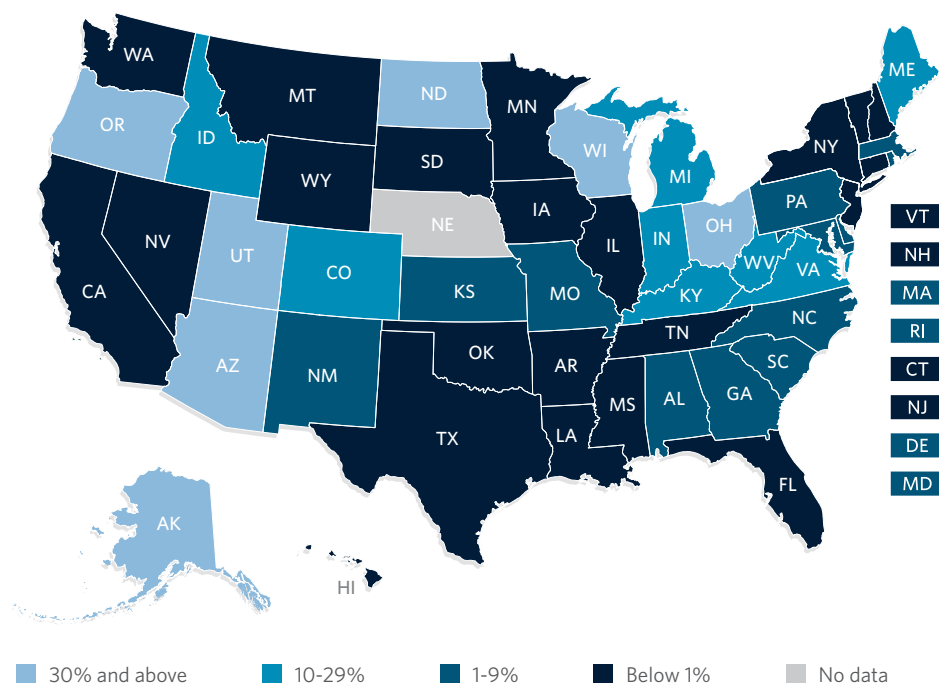 WA
MT
ND
MN
ME
OR
ID
WI
NY
SD
WY
MI
PA
IA
NE
VT
NV
UT
CO
IL
IN
OH
NH
WV
VA
CA
KS
MO
KY
MA
NC
RI
AZ
NM
OK
AR
TN
SC
CT
MS
AL
GA
NJ
TX
LA
DE
FL
MD
AK
HI
30% and above
10-29%
1-9%
Below 1%
No data